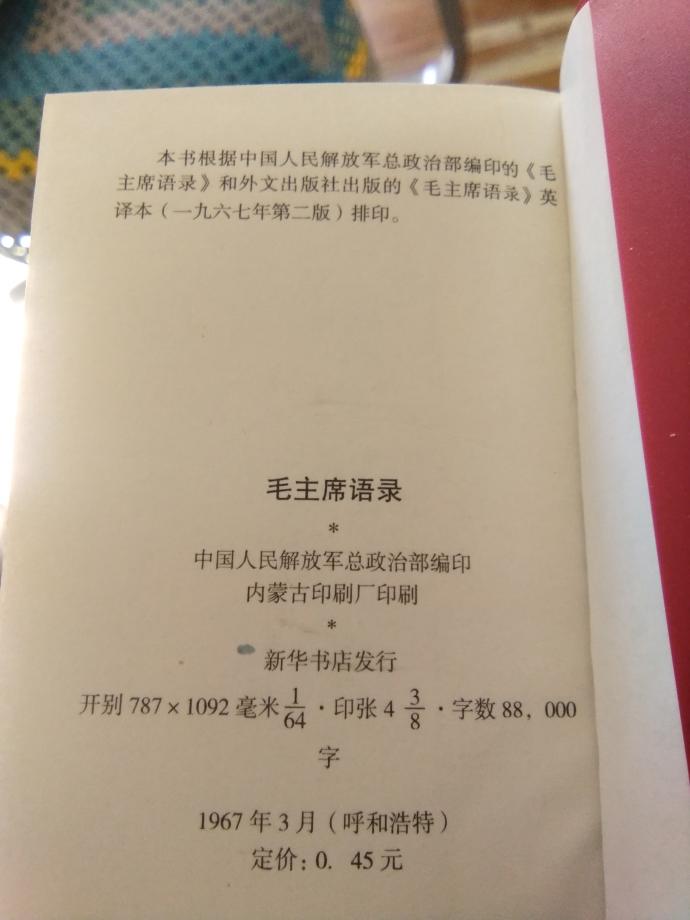 本书根据中国人民解放军总政治部编印的《毛
主席语录》和外文出版社出版的《毛主席语录》英
译本（一九六七年第二版）排印。
毛主席语录
*
中国人民解放军总政治部编印
内蒙古印刷厂印刷
*
新华书店发行
开别 787×1092 毫米 1/64 · 印张 4 3/8 · 字数 88, 000
字
1967 年 3 月（呼和浩特）
定价: 0. 45 元